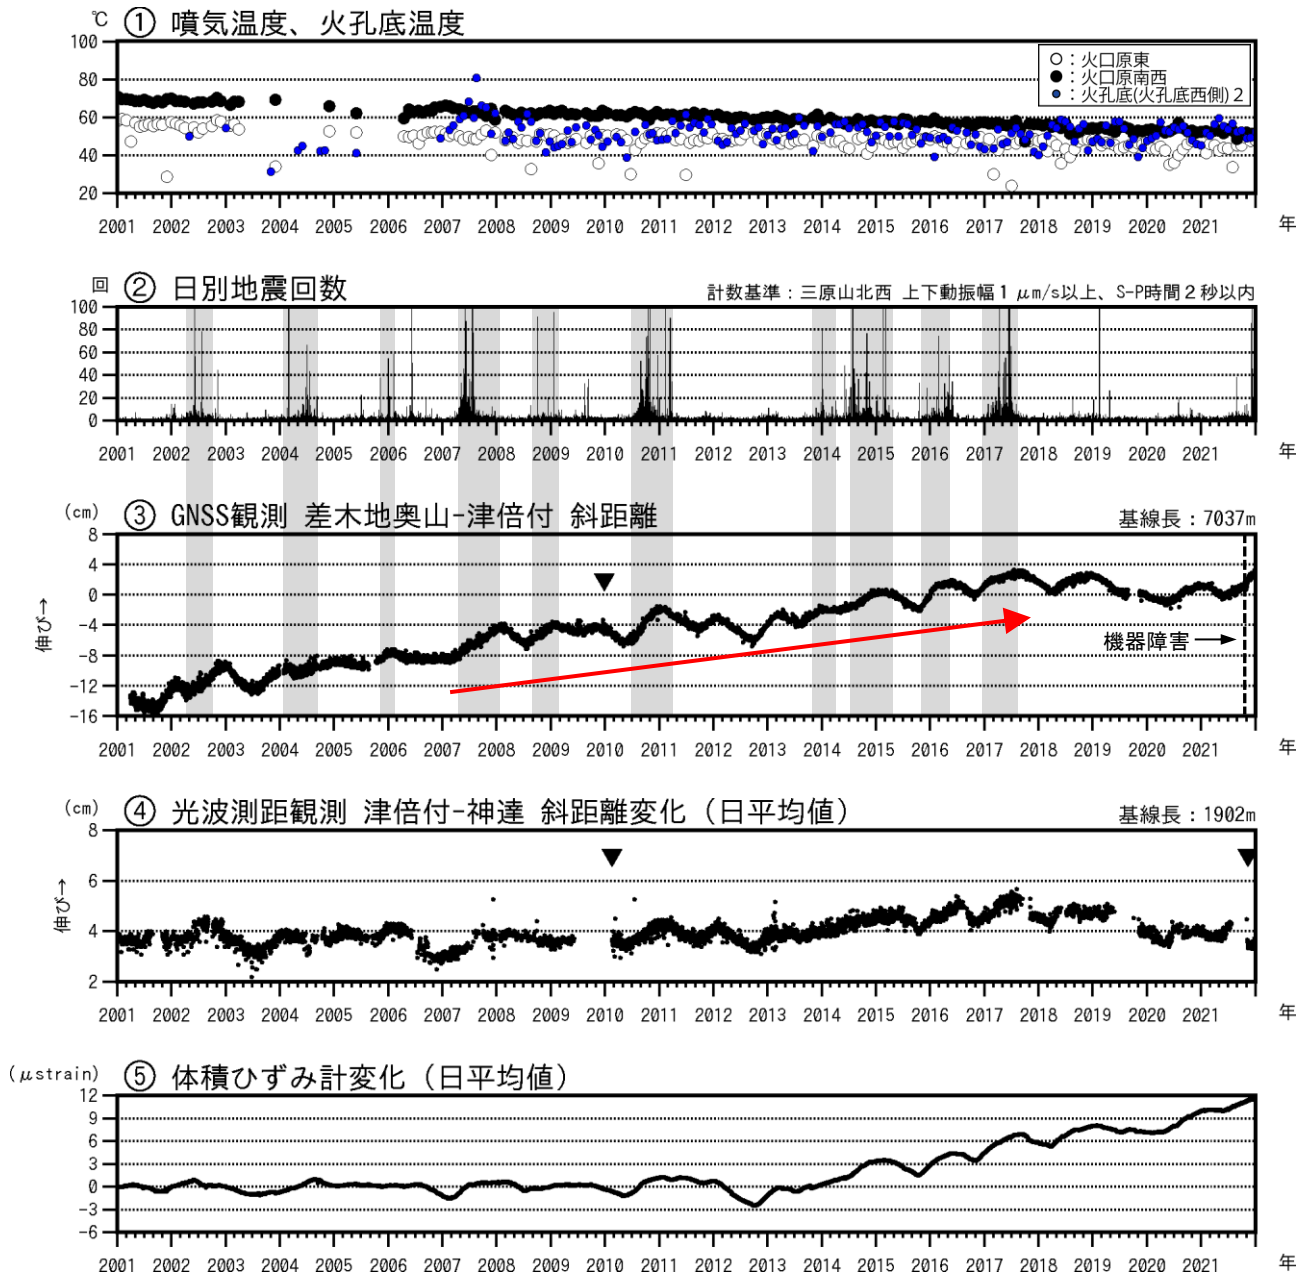 ℃ ① 噴気温度、火孔底温度
100
80
60
40
20
○：火口原東
●：火口原南西
●：火孔底(火孔底西側)２
2001 2002 2003 2004 2005 2006 2007 2008 2009 2010 2011 2012 2013 2014 2015 2016 2017 2018 2019 2020 2021 年
回 ② 日別地震回数
計数基準：三原山北西 上下動振幅１μm/s以上、S-P時間２秒以内
100
80
60
40
20
0
2001 2002 2003 2004 2005 2006 2007 2008 2009 2010 2011 2012 2013 2014 2015 2016 2017 2018 2019 2020 2021 年
(cm) ③ GNSS観測 差木地奥山-津倍付 斜距離
基線長：7037m
8
4
0
-4
-8
-12
-16
伸び→
機器障害→
2001 2002 2003 2004 2005 2006 2007 2008 2009 2010 2011 2012 2013 2014 2015 2016 2017 2018 2019 2020 2021 年
(cm) ④ 光波測距観測 津倍付-神達 斜距離変化（日平均値）
基線長：1902m
8
6
4
2
伸び→
2001 2002 2003 2004 2005 2006 2007 2008 2009 2010 2011 2012 2013 2014 2015 2016 2017 2018 2019 2020 2021 年
(μstrain) ⑤ 体積ひずみ計変化（日平均値）
12
9
6
3
0
-3
-6
2001 2002 2003 2004 2005 2006 2007 2008 2009 2010 2011 2012 2013 2014 2015 2016 2017 2018 2019 2020 2021 年